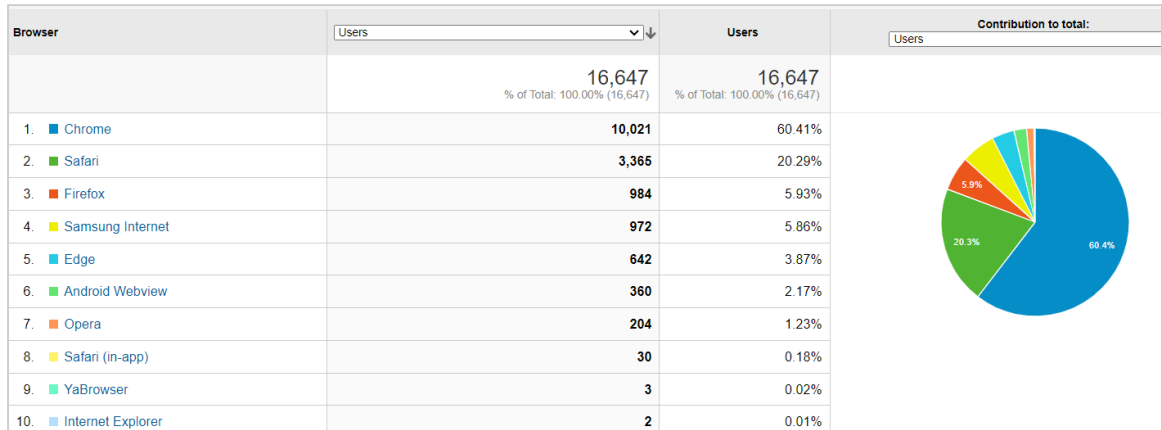 Browser
Users
Users
Contribution to total:
Users
16,647
% of Total: 100.00% (16,647)
16,647
% of Total: 100.00% (16,647)
1. Chrome 10,021 60.41%
2. Safari 3,365 20.29%
3. Firefox 984 5.93%
4. Samsung Internet 972 5.86%
5. Edge 642 3.87%
6. Android Webview 360 2.17%
7. Opera 204 1.23%
8. Safari (in-app) 30 0.18%
9. YaBrowser 3 0.02%
10. Internet Explorer 2 0.01%
5.9%
20.3%
60.4%